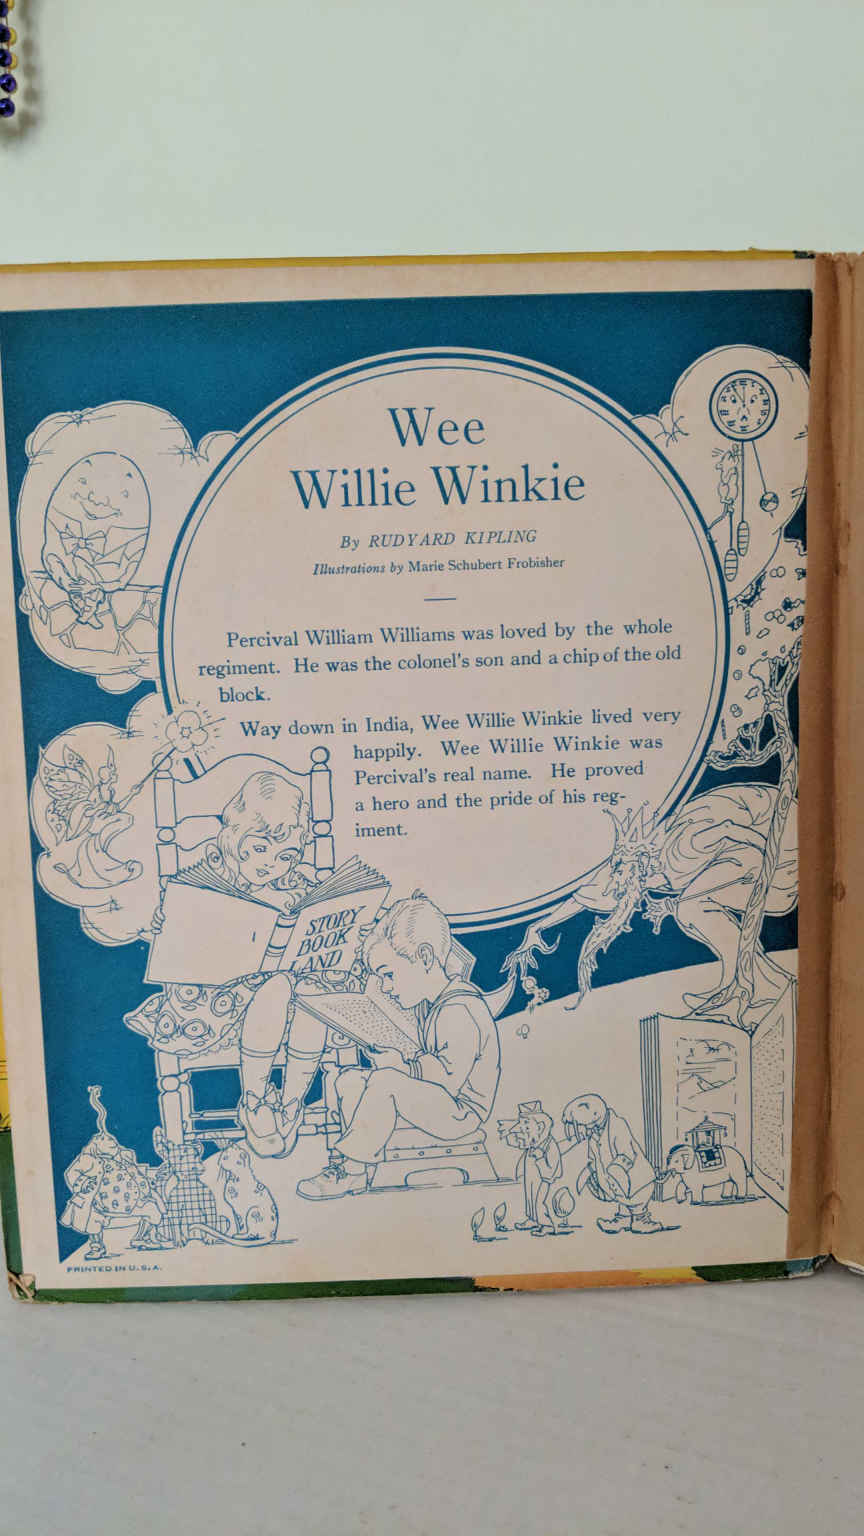 Wee
Willie Winkie
By RUDYARD KIPLING
Illustrations by Marie Schubert Frobisher
Percival William Williams was loved by the whole
regiment. He was the colonel's son and a chip of the old
block.
Way down in India, Wee Willie Winkie lived very
happily. Wee Willie Winkie was
Percival's real name. He proved
a hero and the pride of his reg-
iment.
STORY
BOOK
LAND
PRINTED IN U.S.A.